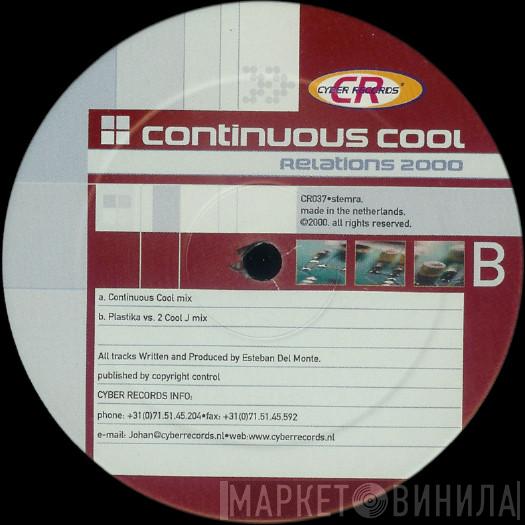 CYBER RECORDS
CR
continuous cool
Relations 2000
CR037•stemra.
made in the netherlands.
©2000. all rights reserved.
B
a. Continuous Cool mix
b. Plastika vs. 2 Cool J mix
All tracks Written and Produced by Esteban Del Monte.
published by copyright control
CYBER RECORDS INFO:
phone: +31(0)71.51.45.204•fax: +31(0)71.51.45.592
e-mail: Johan@cyberrecords.nl•web:www.cyberrecords.nl
МАРКЕТ ВИНИЛА